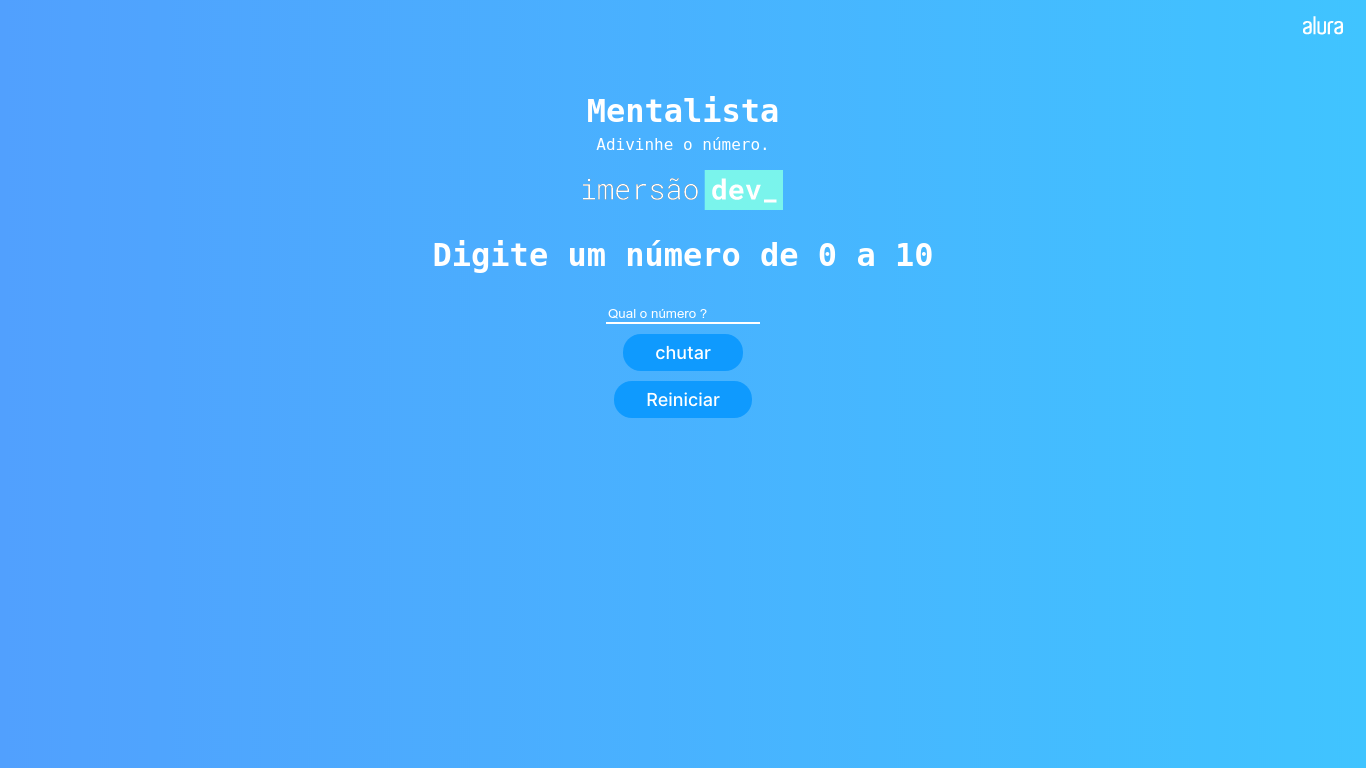 alura
Mentalista
Adivinhe o número.
imersão dev_
Digite um número de 0 a 10
Qual o número ?
chutar
Reiniciar